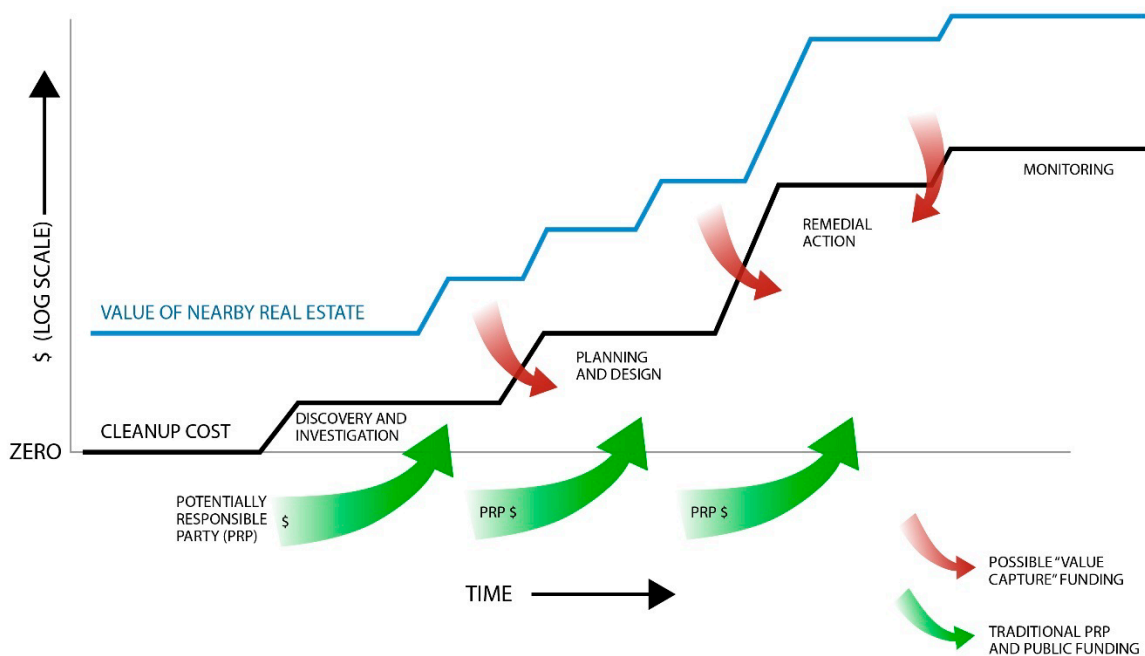 $ (LOG SCALE)
MONITORING
REMEDIAL
ACTION
VALUE OF NEARBY REAL ESTATE
PLANNING
AND DESIGN
DISCOVERY AND
INVESTIGATION
CLEANUP COST
ZERO
POTENTIALLY
RESPONSIBLE
PARTY (PRP)
$
PRP $
PRP $
TIME
POSSIBLE “VALUE
CAPTURE” FUNDING
TRADITIONAL PRP
AND PUBLIC FUNDING